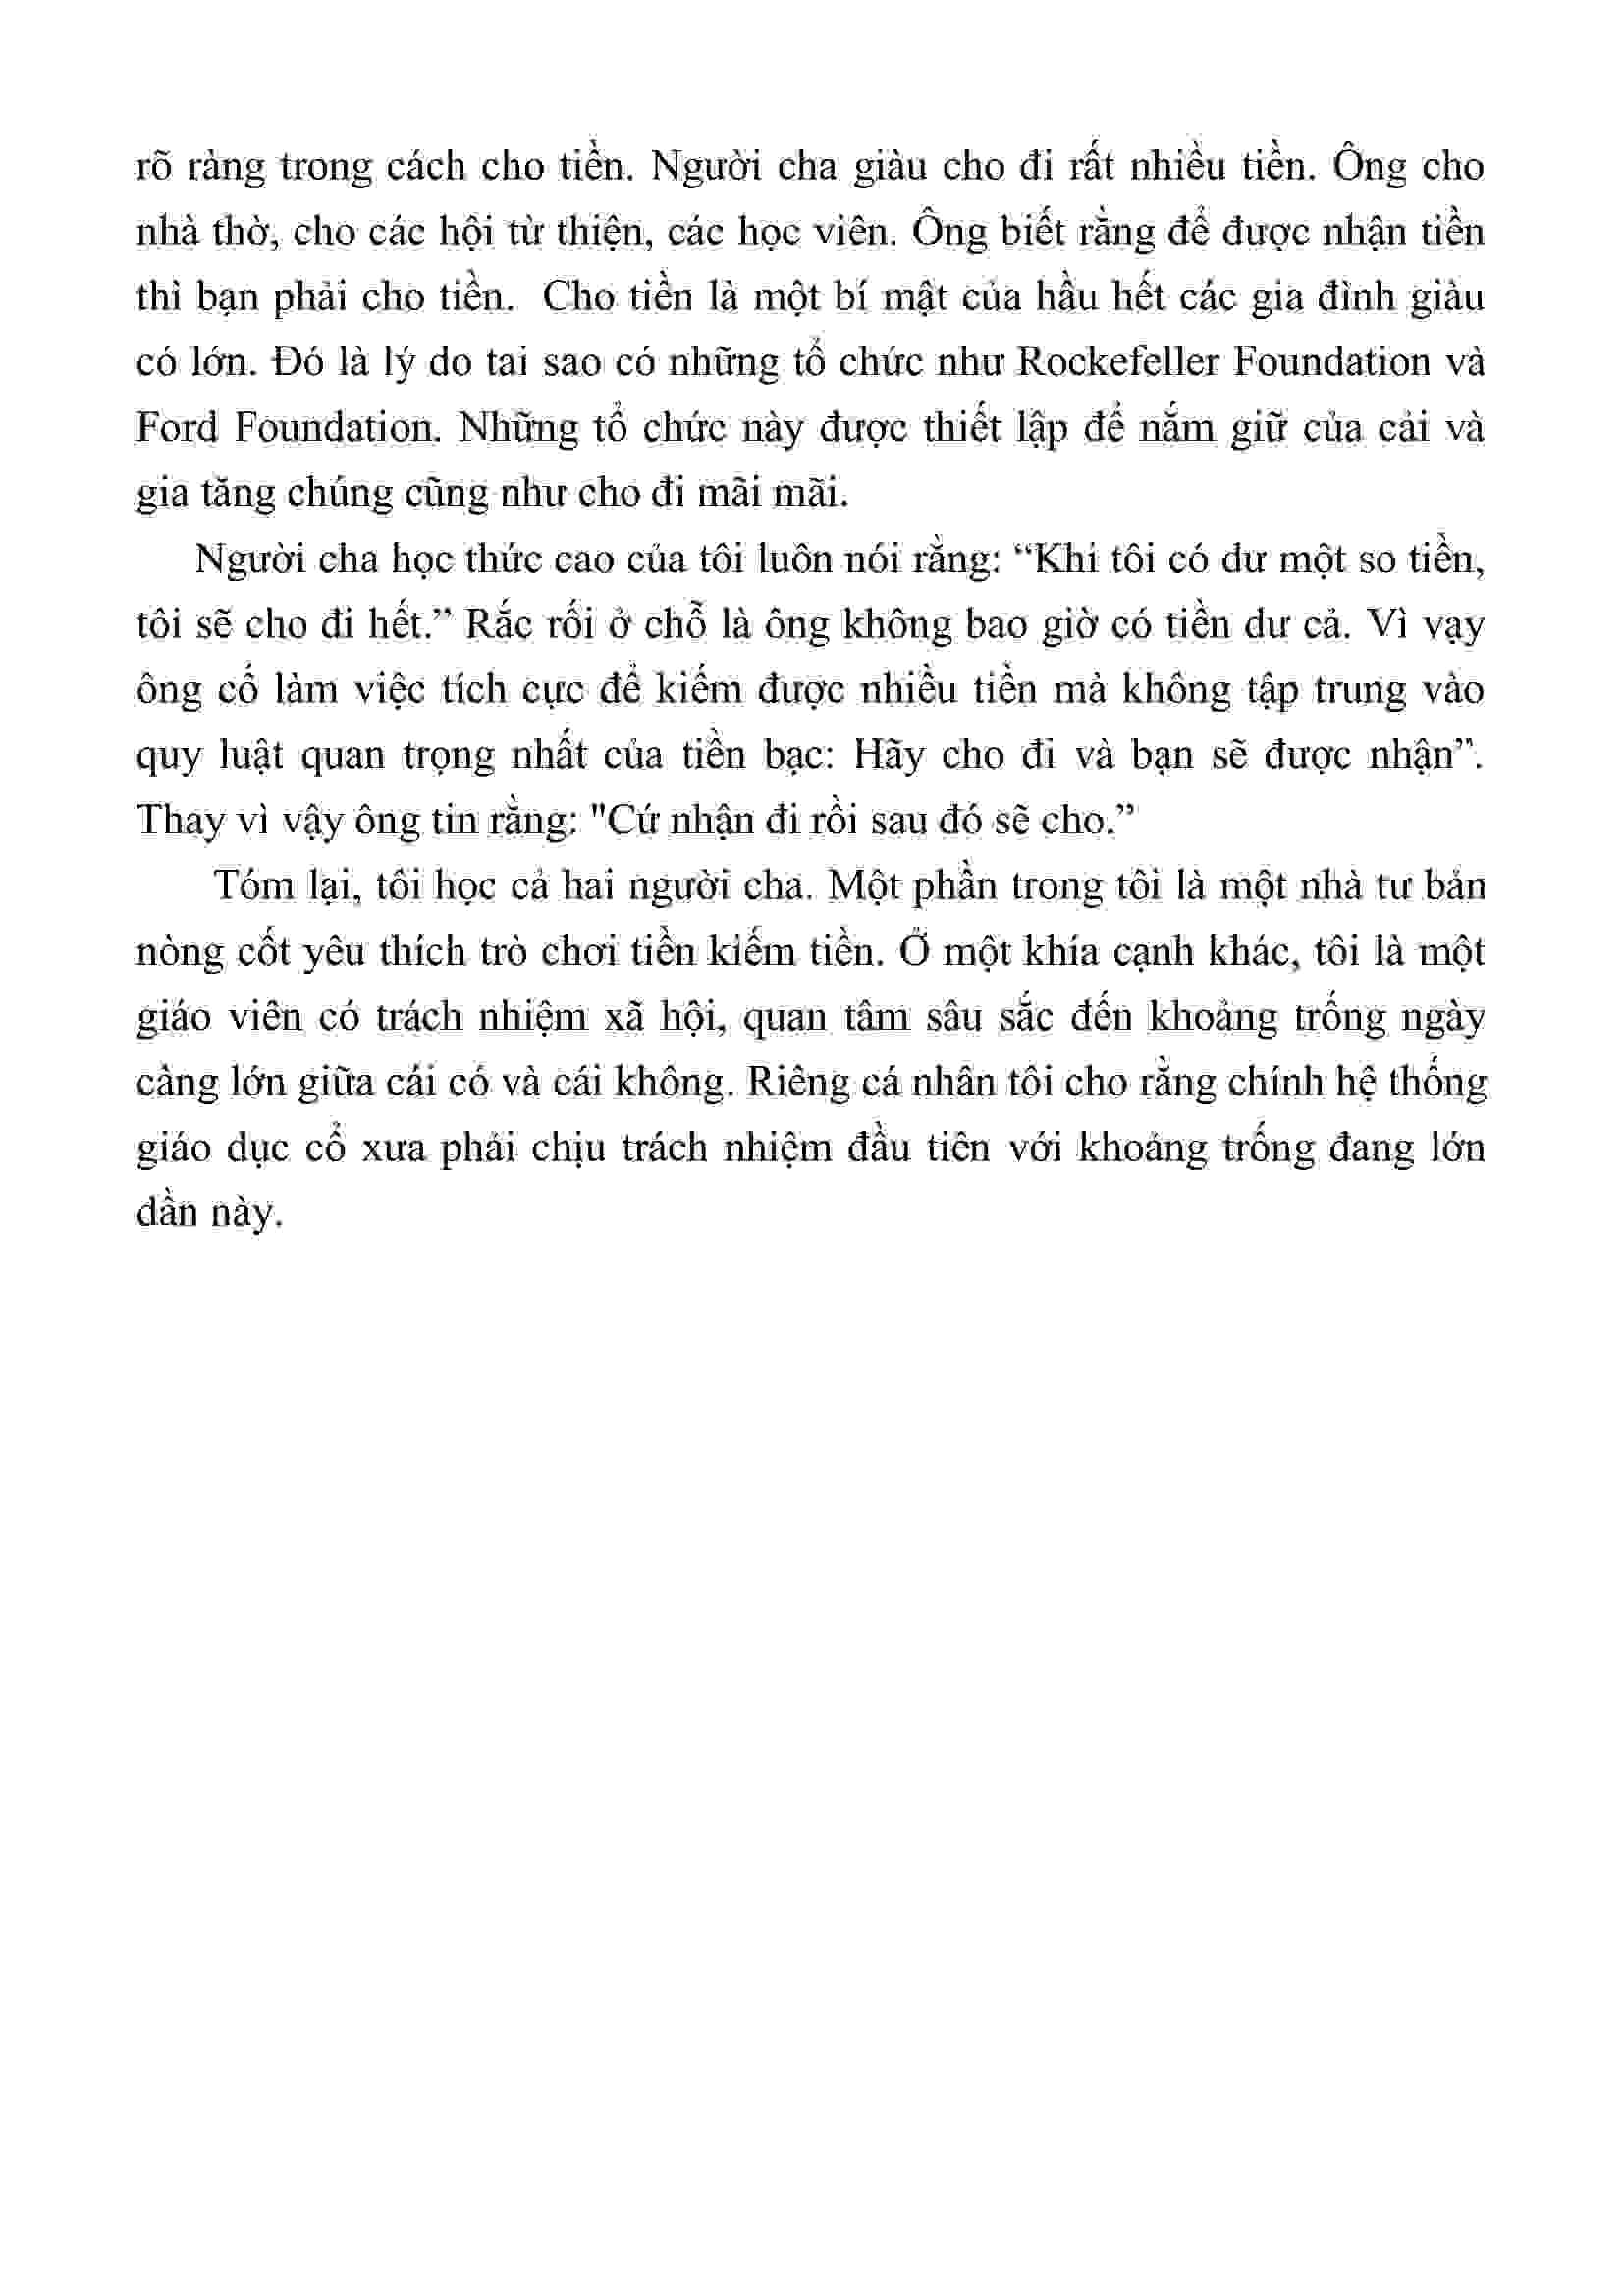 rõ ràng trong cách cho tiền. Người cha giàu cho đi rất nhiều tiền. Ông cho
nhà thờ, cho các hội từ thiện, các học viên. Ông biết rằng để được nhận tiền
thì bạn phải cho tiền.  Cho tiền là một bí mật của hầu hết các gia đình giàu
có lớn. Đó là lý do tai sao có những tổ chức như Rockefeller Foundation và
Ford Foundation. Những tổ chức này được thiết lập để nắm giữ của cải và
gia tăng chúng cũng như cho đi mãi mãi.
Người cha học thức cao của tôi luôn nói rằng: “Khi tôi có dư một so tiền,
tôi sẽ cho đi hết.” Rắc rối ở chỗ là ông không bao giờ có tiền dư cả. Vì vạy
ông cố làm việc tích cực để kiếm được nhiều tiền mà không tập trung vào
quy luật quan trọng nhất của tiền bạc: Hãy cho đi và bạn sẽ được nhận”.
Thay vì vậy ông tin rằng: "Cứ nhận đi rồi sau đó sẽ cho.”
Tóm lại, tôi học cả hai người cha. Một phần trong tôi là một nhà tư bản
nòng cốt yêu thích trò chơi tiền kiếm tiền. Ở một khía cạnh khác, tôi là một
giáo viên có trách nhiệm xã hội, quan tâm sâu sắc đến khoảng trống ngày
càng lớn giữa cái có và cái không. Riêng cá nhân tôi cho rằng chính hệ thống
giáo dục cổ xưa phải chịu trách nhiệm đầu tiên với khoảng trống đang lớn
dần này.